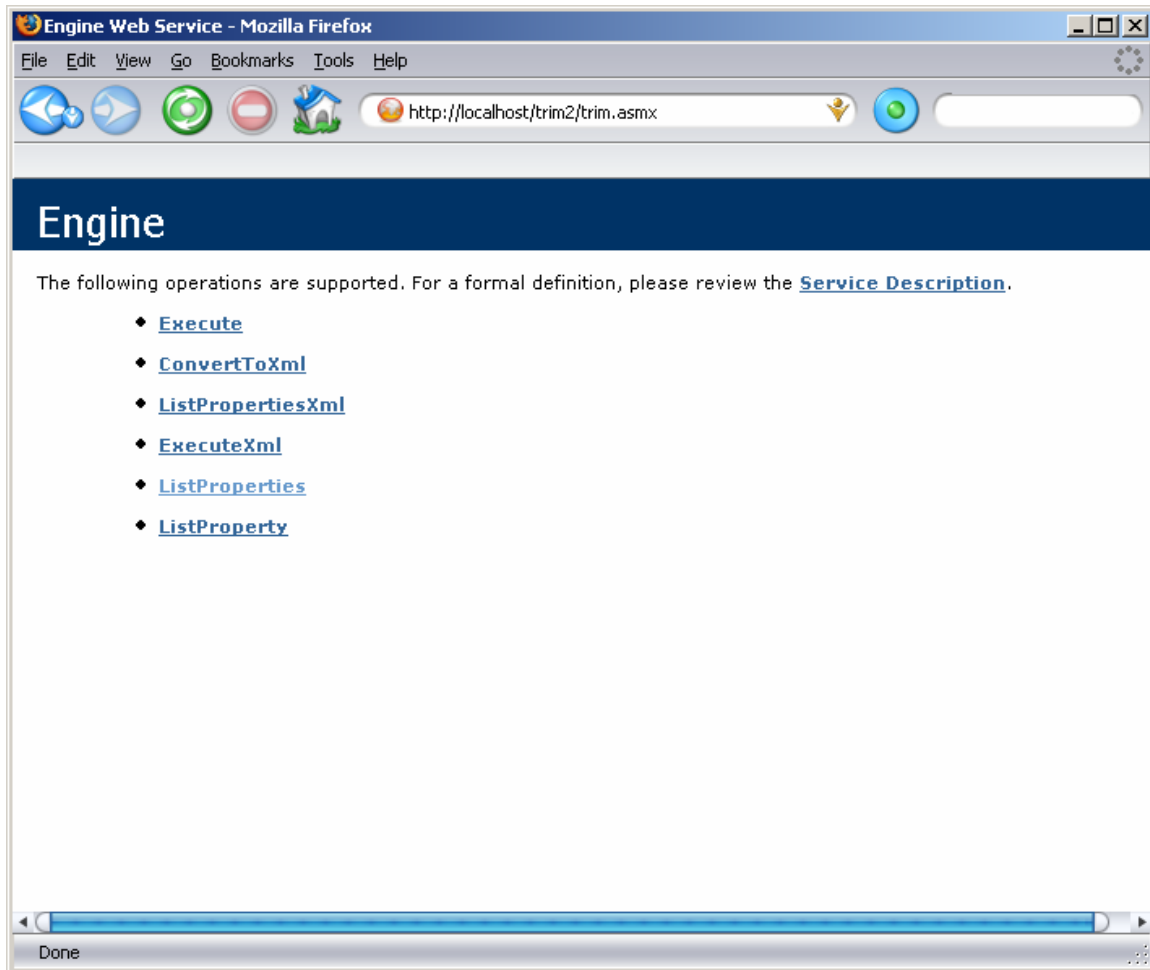 Engine Web Service - Mozilla Firefox
File Edit View Go Bookmarks Tools Help
http://localhost/trim2/trim.asmx
Engine
The following operations are supported. For a formal definition, please review the Service Description.
Execute
ConvertToXml
ListPropertiesXml
ExecuteXml
ListProperties
ListProperty
Done